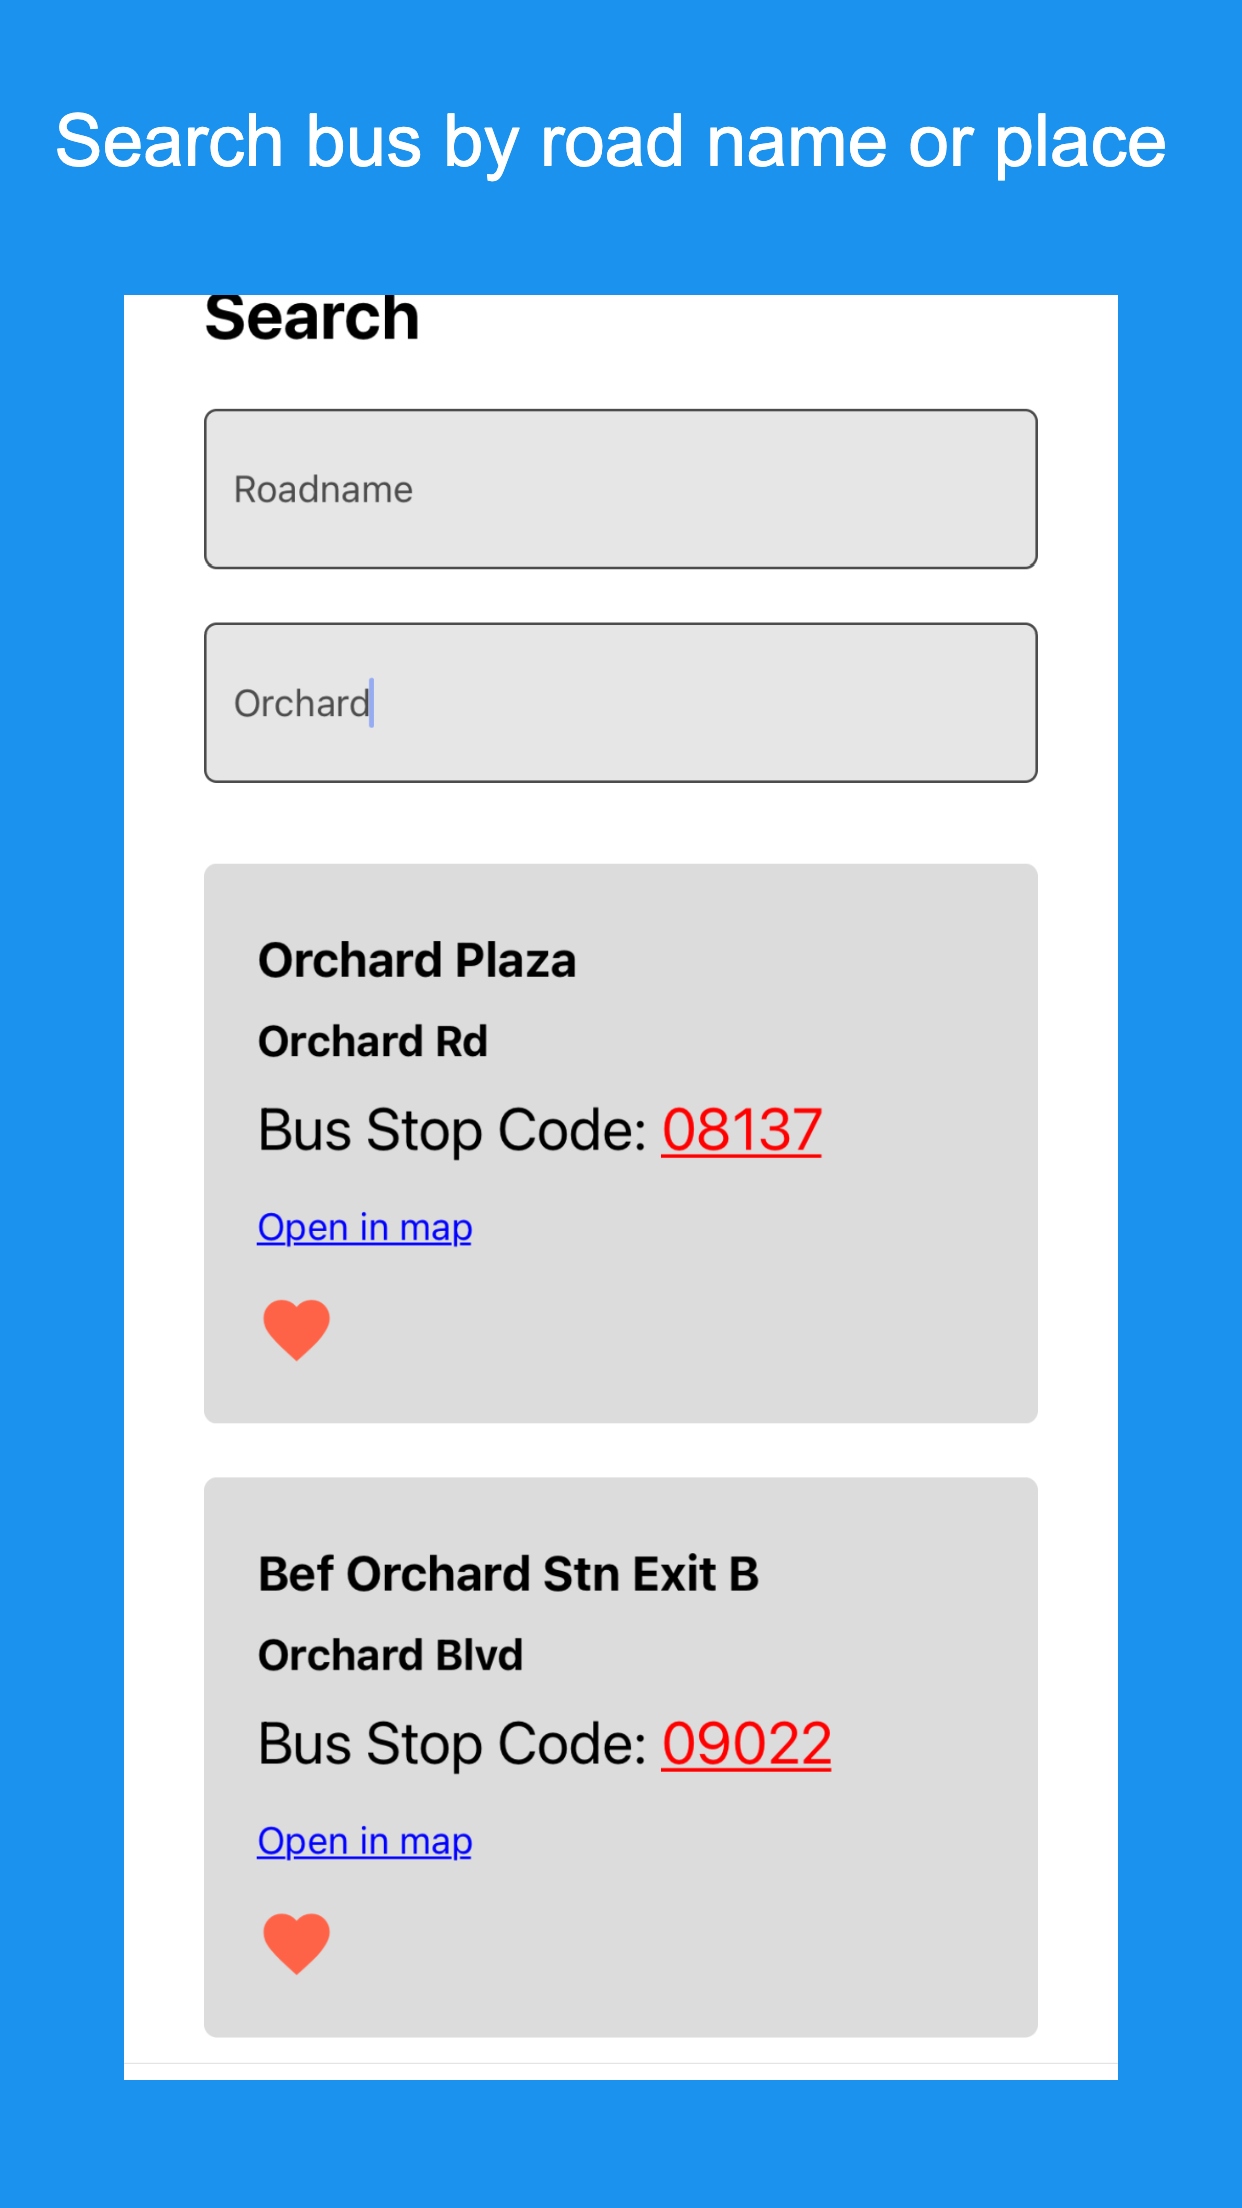 Search bus by road name or place
Search
Roadname
Orchard
Orchard Plaza
Orchard Rd
Bus Stop Code: 08137
Open in map
Bef Orchard Stn Exit B
Orchard Blvd
Bus Stop Code: 09022
Open in map